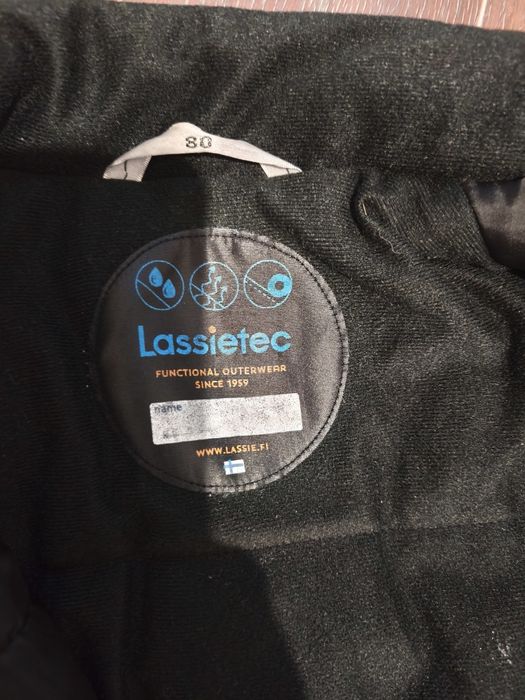 80
Lassietec
FUNCTIONAL OUTERWEAR
SINCE 1959
name
WWW.LASSIE.FI